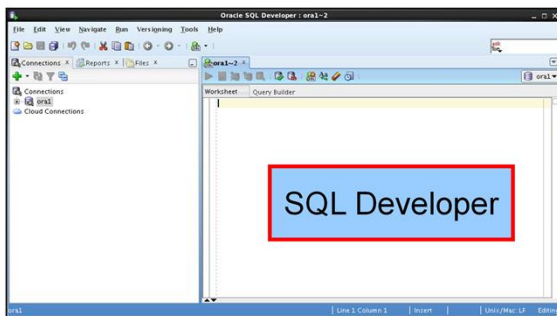 Oracle SQL Developer : ora1~2
File Edit View Navigate Run Versioning Tools Help
Connections Reports Files
ora1~2
ora1
Worksheet Query Builder
Connections
ora1
Cloud Connections
SQL Developer
ora1
Line 1 Column 1 Insert Unix/Mac: LF Editing